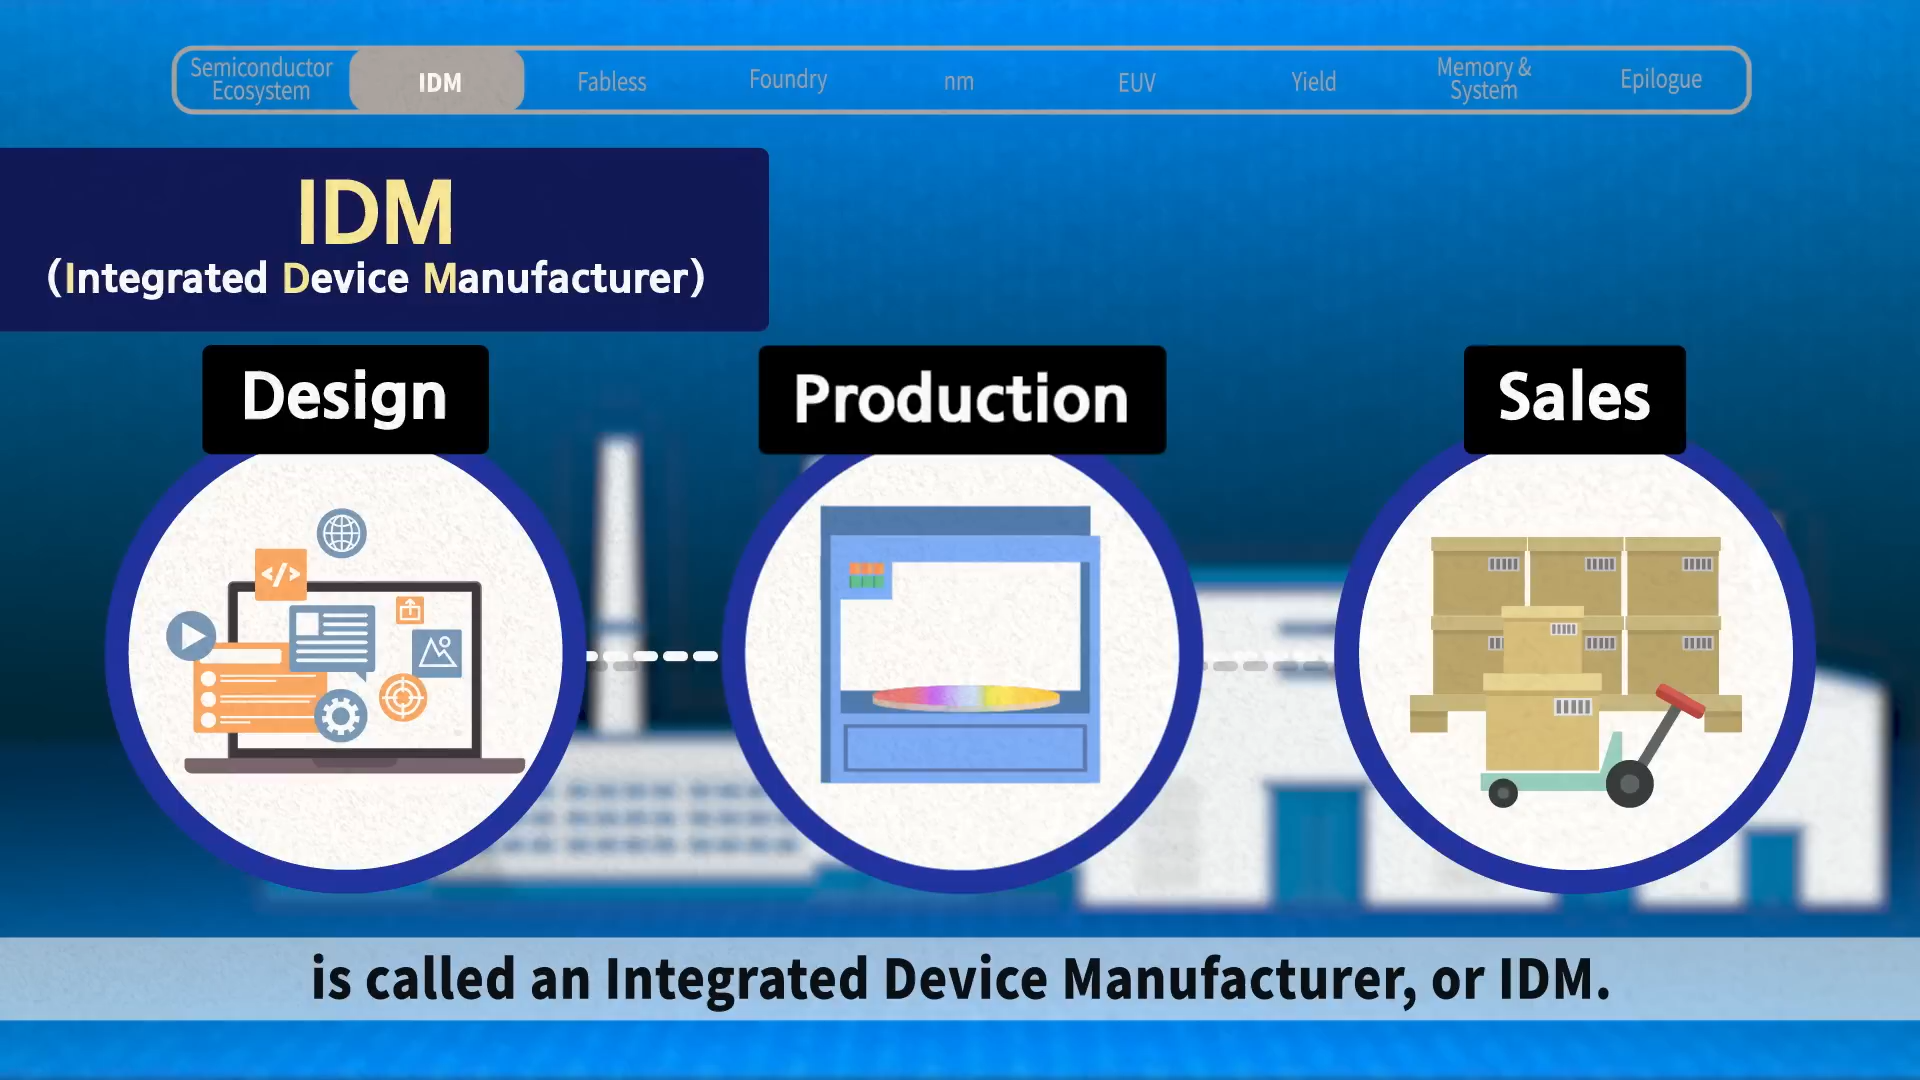 Semiconductor
Ecosystem
IDM
Fabless
Foundry
nm
EUV
Yield
Memory &
System
Epilogue
IDM
(Integrated Device Manufacturer)
Design
Production
Sales
</>
is called an Integrated Device Manufacturer, or IDM.